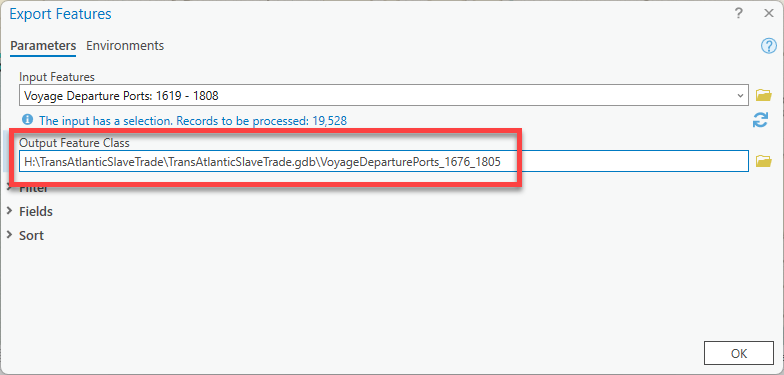 Export Features
? ×
Parameters Environments
Input Features
Voyage Departure Ports: 1619 - 1808
The input has a selection. Records to be processed: 19,528
Output Feature Class
H:\TransAtlanticSlaveTrade\TransAtlanticSlaveTrade.gdb\VoyageDeparturePorts_1676_1805
Filter
Fields
Sort
OK